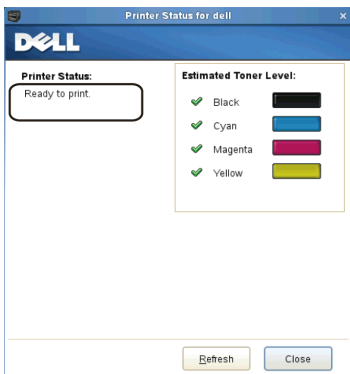 Printer Status for dell
DELL
Printer Status:
Ready to print.
Estimated Toner Level:
Black
Cyan
Magenta
Yellow
Refresh
Close